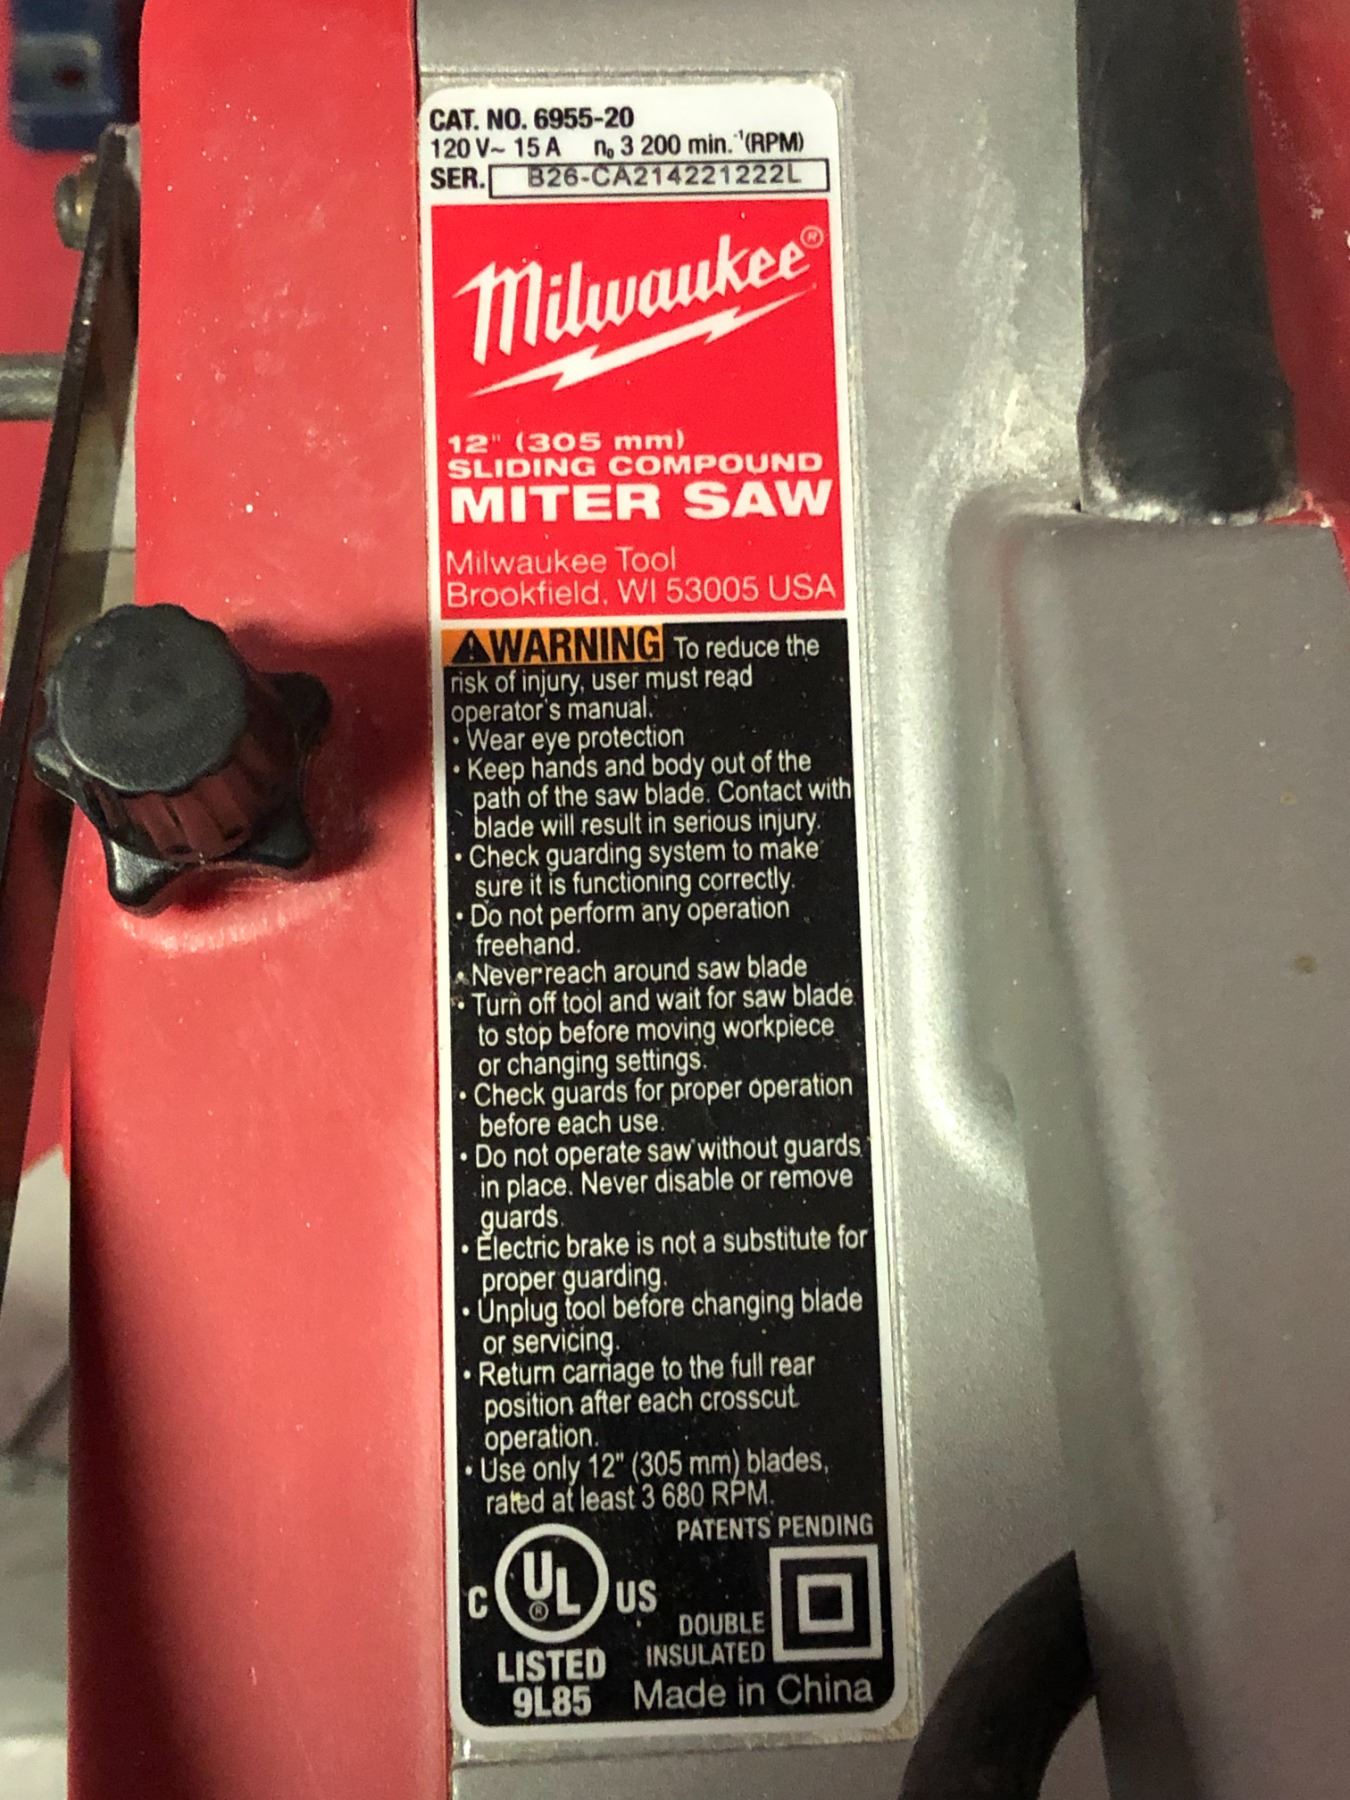 CAT. NO. 6955-20
120 V~ 15 A n₀ 3 200 min.⁻¹(RPM)
SER. B26-CA214221222L
Milwaukee®
12" (305 mm)
SLIDING COMPOUND
MITER SAW
Milwaukee Tool
Brookfield, WI 53005 USA
⚠WARNING To reduce the
risk of injury, user must read
operator's manual.
• Wear eye protection
• Keep hands and body out of the
path of the saw blade. Contact with
blade will result in serious injury.
• Check guarding system to make
sure it is functioning correctly.
• Do not perform any operation
freehand.
• Never reach around saw blade
• Turn off tool and wait for saw blade
to stop before moving workpiece
or changing settings.
• Check guards for proper operation
before each use.
• Do not operate saw without guards
in place. Never disable or remove
guards.
• Electric brake is not a substitute for
proper guarding.
• Unplug tool before changing blade
or servicing.
• Return carriage to the full rear
position after each crosscut
operation.
• Use only 12" (305 mm) blades,
rated at least 3 680 RPM.
PATENTS PENDING
C UL® US
LISTED
9L85
DOUBLE
INSULATED
Made in China